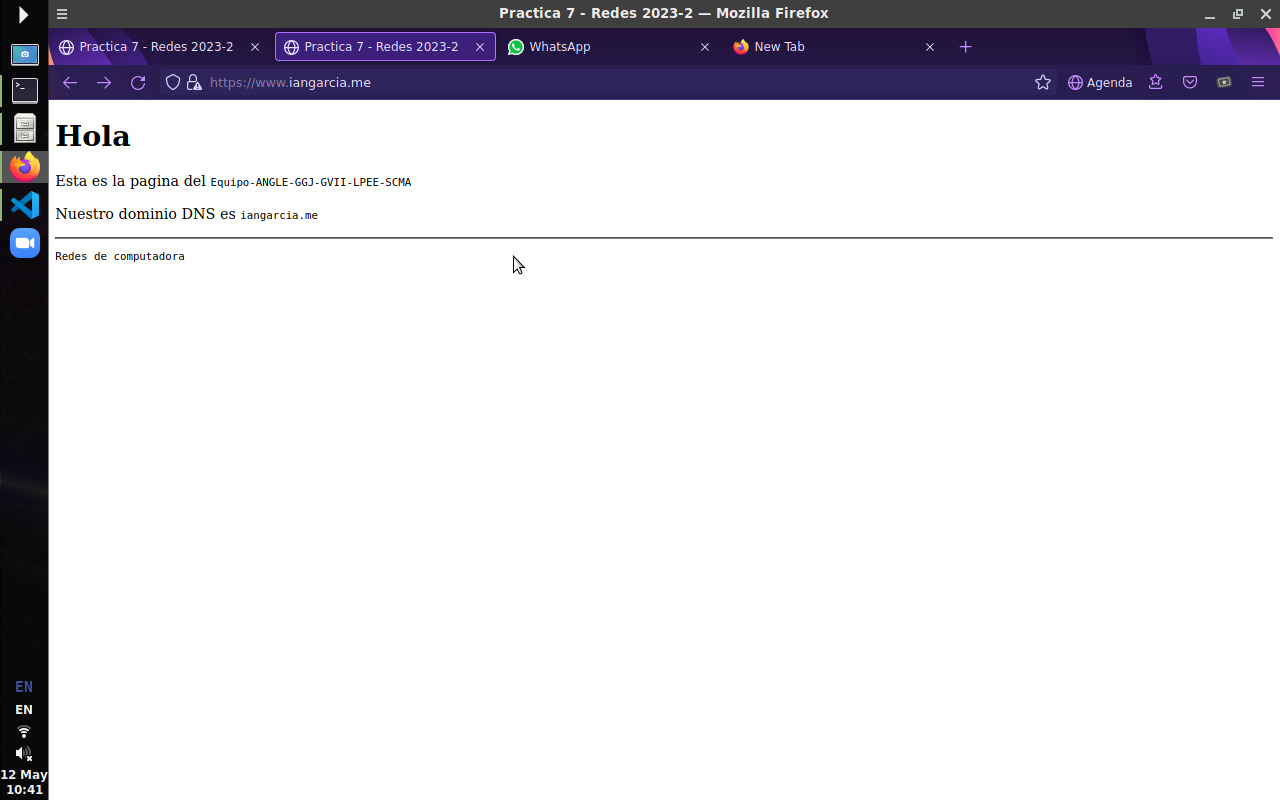 Practica 7 - Redes 2023-2 — Mozilla Firefox
Practica 7 - Redes 2023-2
Practica 7 - Redes 2023-2
WhatsApp
New Tab
https://www.iangarcia.me
Agenda
Hola
Esta es la pagina del Equipo-ANGLE-GGJ-GVII-LPEE-SCMA
Nuestro dominio DNS es iangarcia.me
Redes de computadora
EN
EN
12 May
10:41